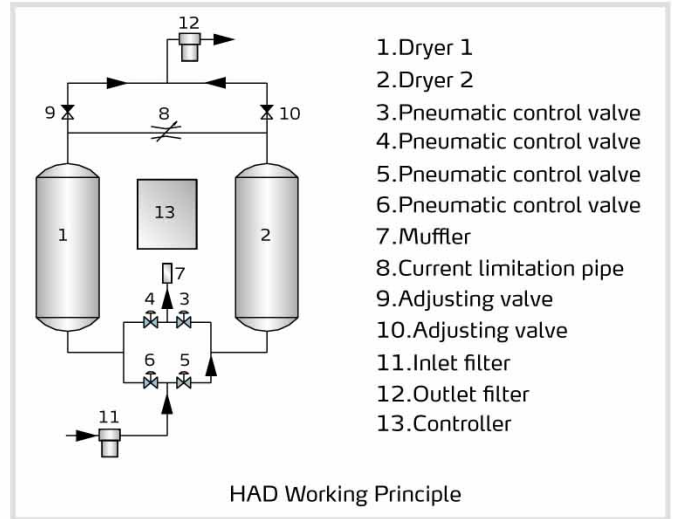 12
9
8
10
1
13
2
7
4 3
6 5
11
1.Dryer 1
2.Dryer 2
3.Pneumatic control valve
4.Pneumatic control valve
5.Pneumatic control valve
6.Pneumatic control valve
7.Muffler
8.Current limitation pipe
9.Adjusting valve
10.Adjusting valve
11.Inlet filter
12.Outlet filter
13.Controller
HAD Working Principle